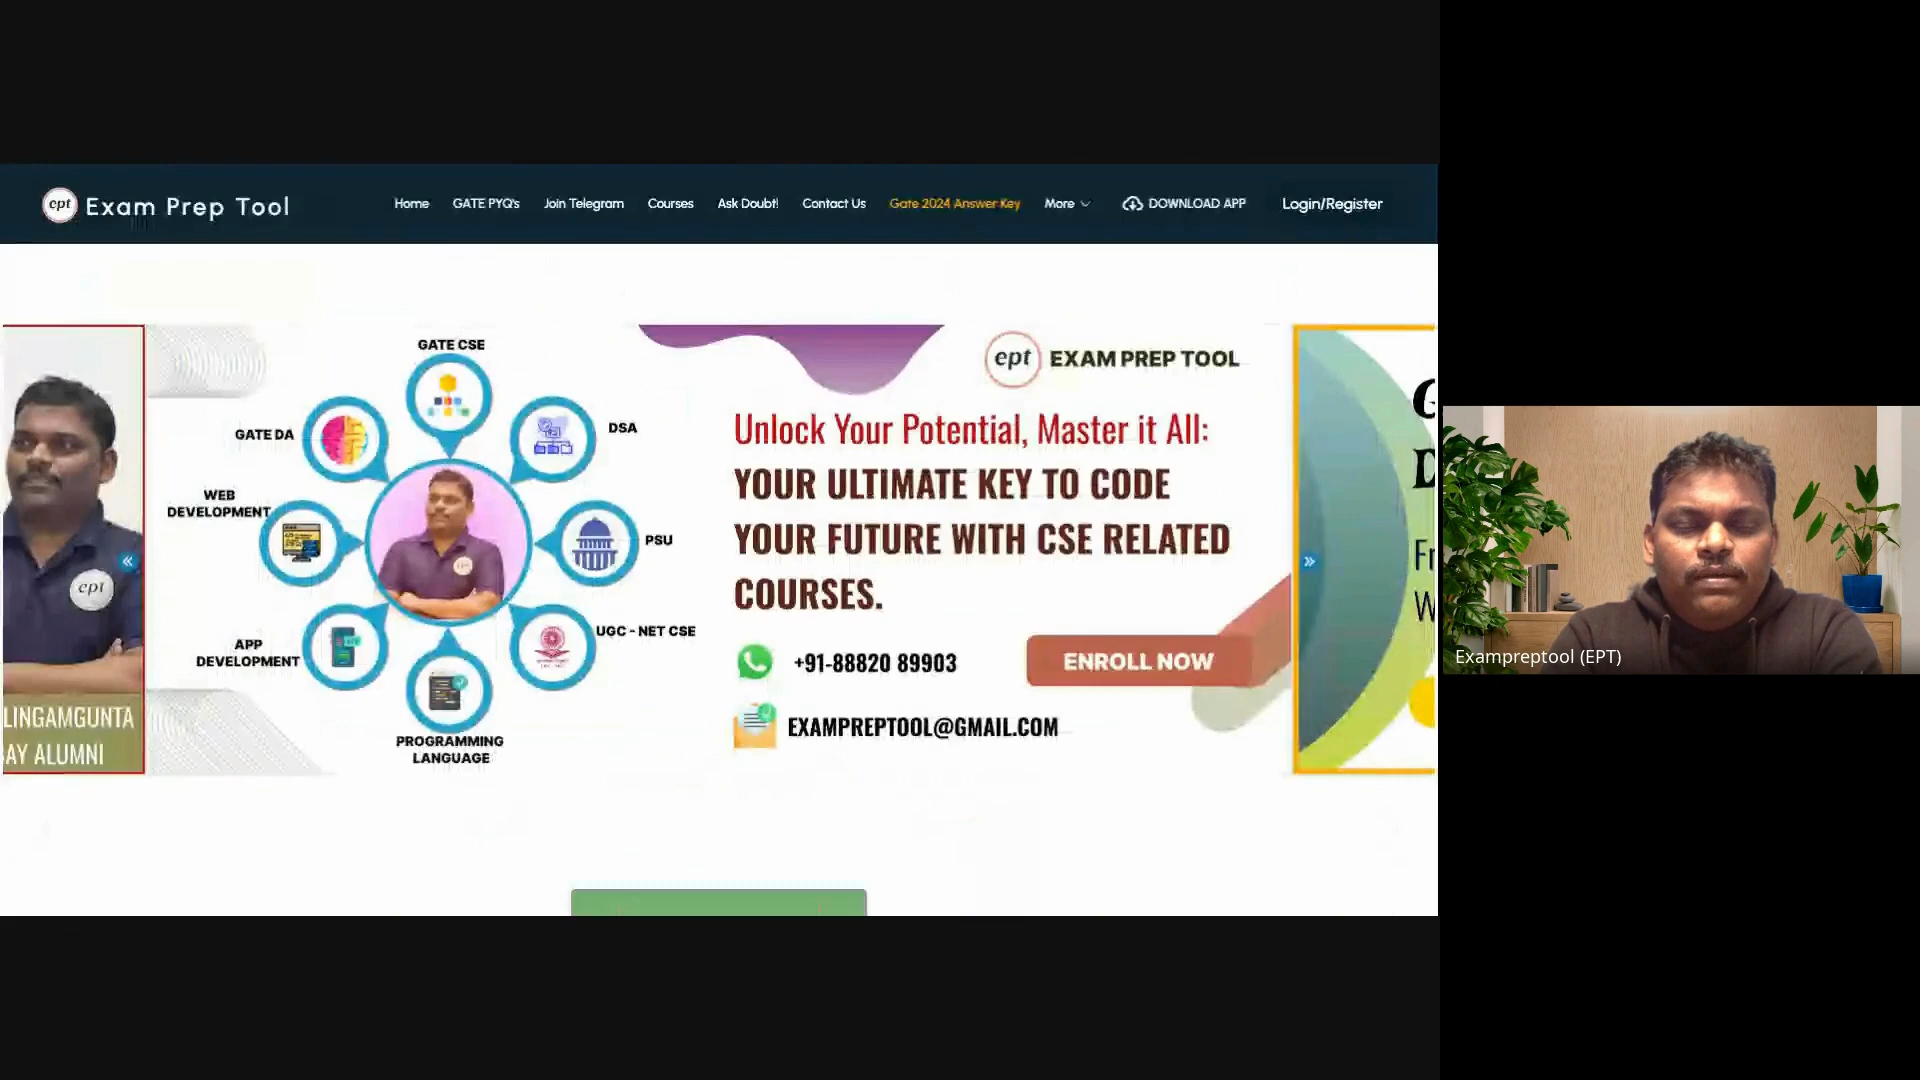 ept Exam Prep Tool
Home GATE PYQ's Join Telegram Courses Ask Doubt! Contact Us Gate 2024 Answer Key More DOWNLOAD APP Login/Register
ept
LINGAMGUNTA
AY ALUMNI
GATE CSE
DSA
GATE DA
WEB
DEVELOPMENT
PSU
APP
DEVELOPMENT
UGC - NET CSE
PROGRAMMING
LANGUAGE
ept EXAM PREP TOOL
Unlock Your Potential, Master it All:
YOUR ULTIMATE KEY TO CODE
YOUR FUTURE WITH CSE RELATED
COURSES.
+91-88820 89903
ENROLL NOW
EXAMPREPTOOL@GMAIL.COM
Exampreptool (EPT)